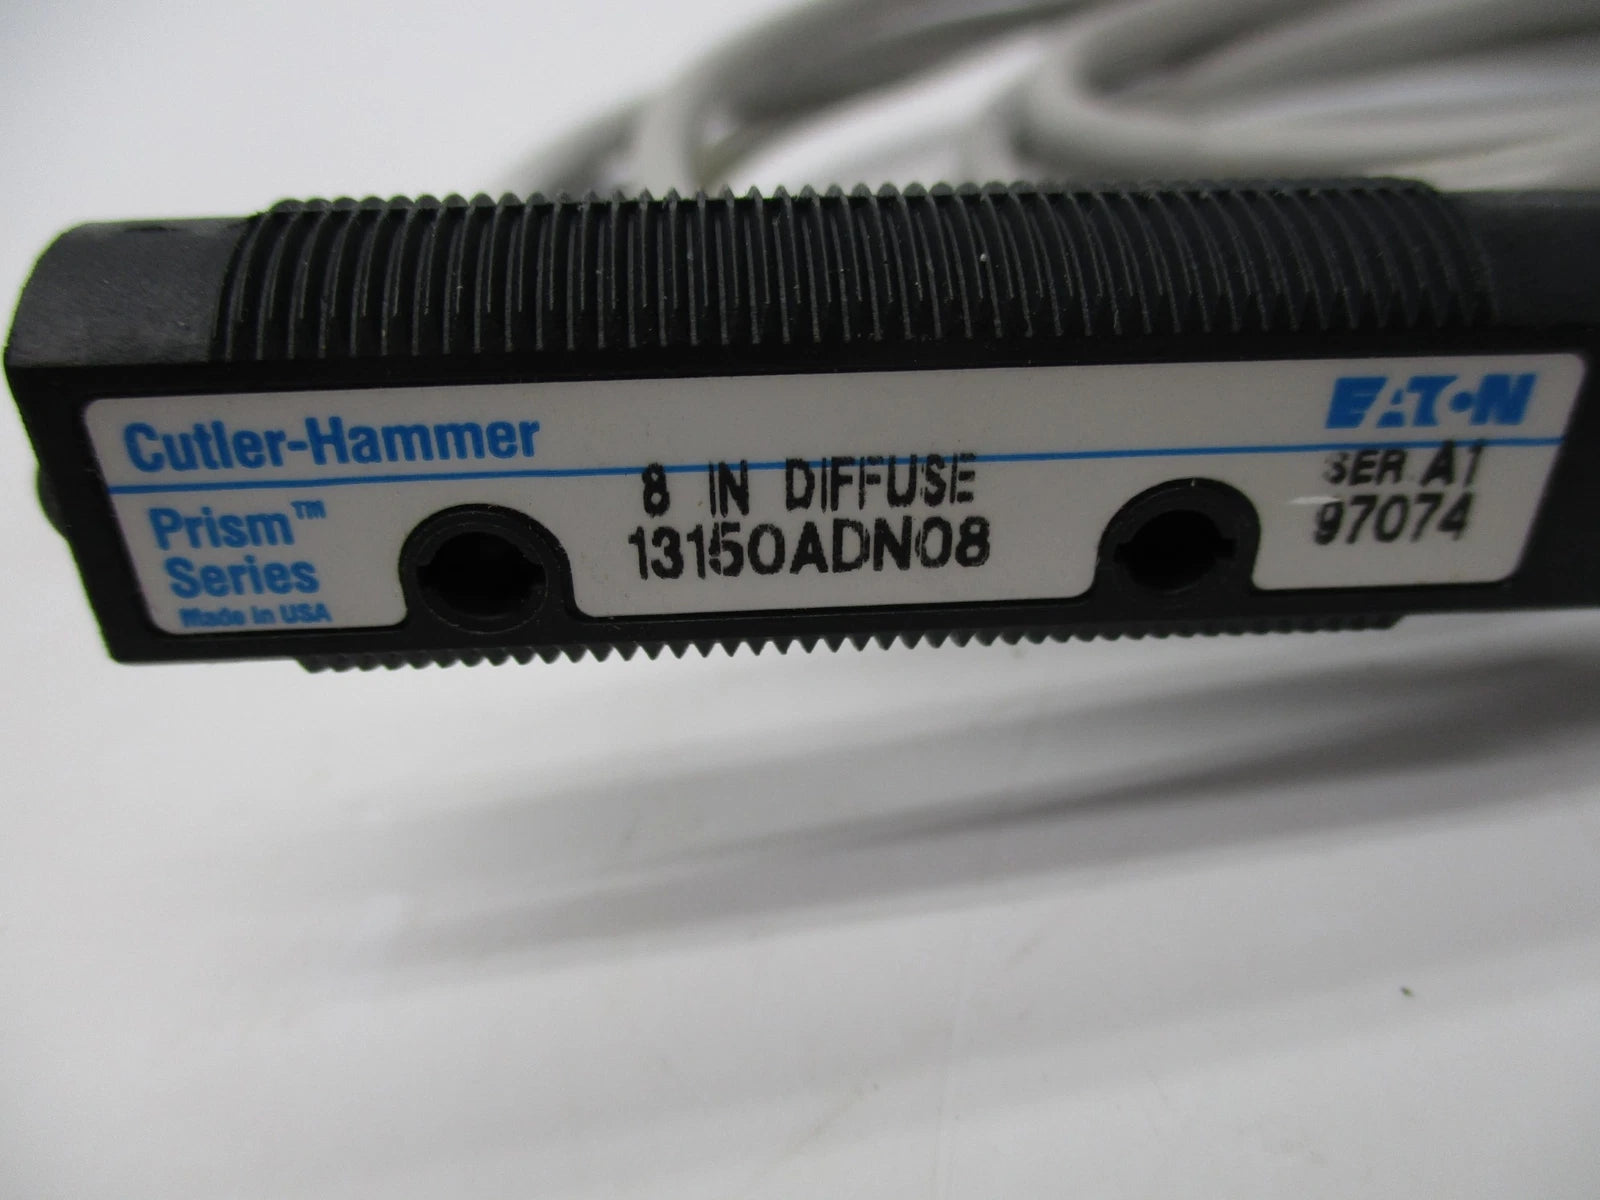 Cutler-Hammer
EATON
Prism™
Series
Made in USA
8 IN DIFFUSE
13150ADN08
SER A1
97074